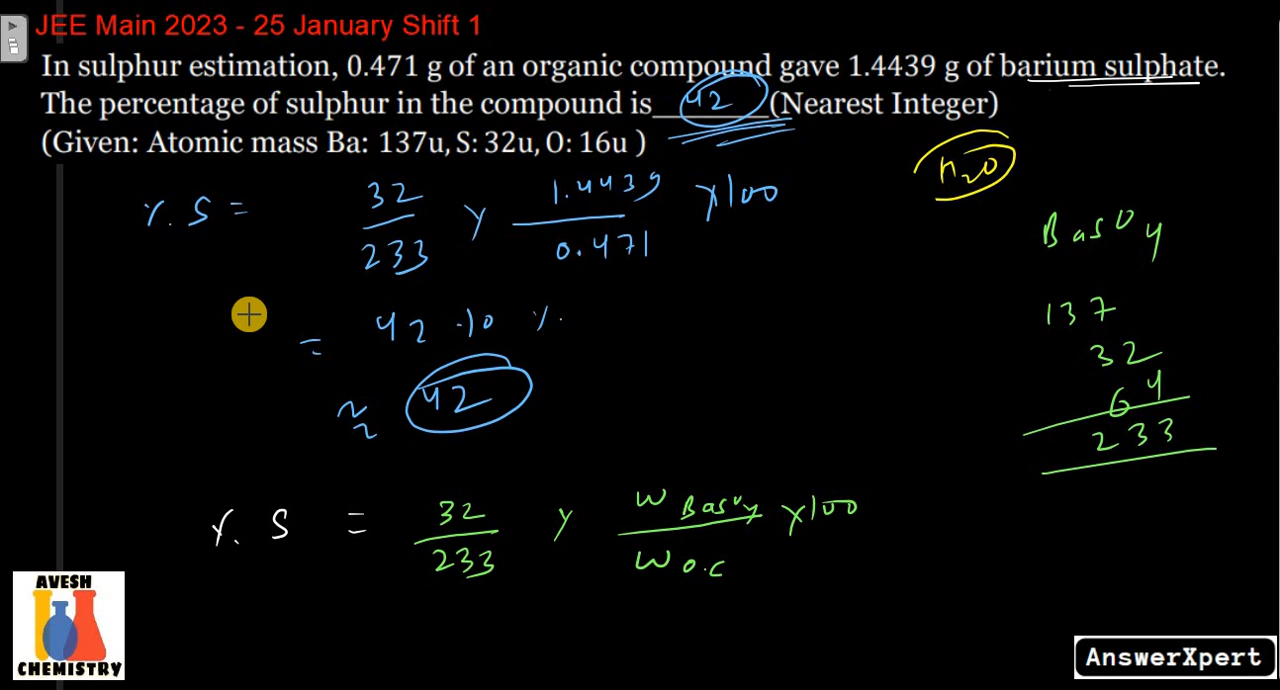 JEE Main 2023 - 25 January Shift 1
In sulphur estimation, 0.471 g of an organic compound gave 1.4439 g of barium sulphate.
The percentage of sulphur in the compound is 42 (Nearest Integer)
(Given: Atomic mass Ba: 137u, S: 32u, O: 16u )
H2O
%. S = 32/233 × 1.4439/0.471 ×100
BaSO4
137
32
64
233
= 42.10 %.
≈ 42
%. S = 32/233 × W BaSO4/W O.C ×100
AVESH
CHEMISTRY
AnswerXpert